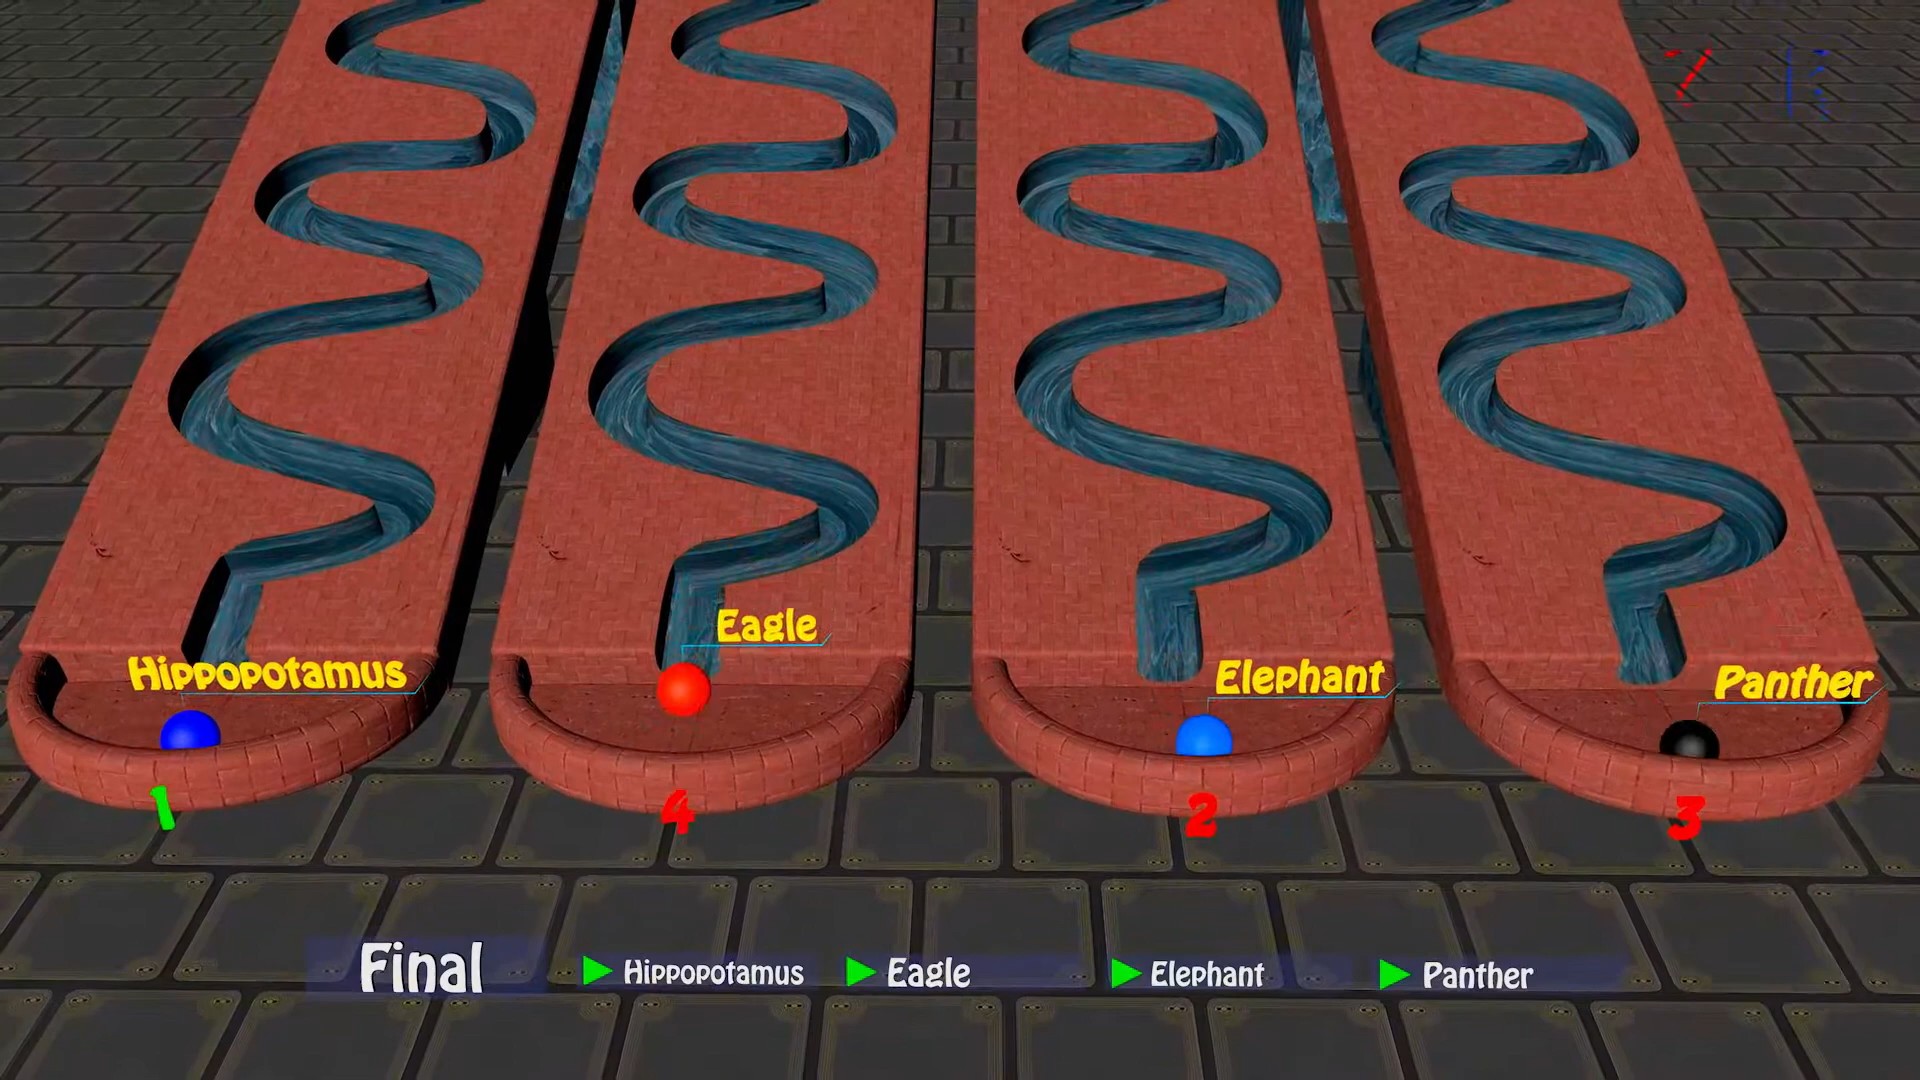 Eagle
Hippopotamus
Elephant
Panther
1
4
2
3
Final
Hippopotamus
Eagle
Elephant
Panther